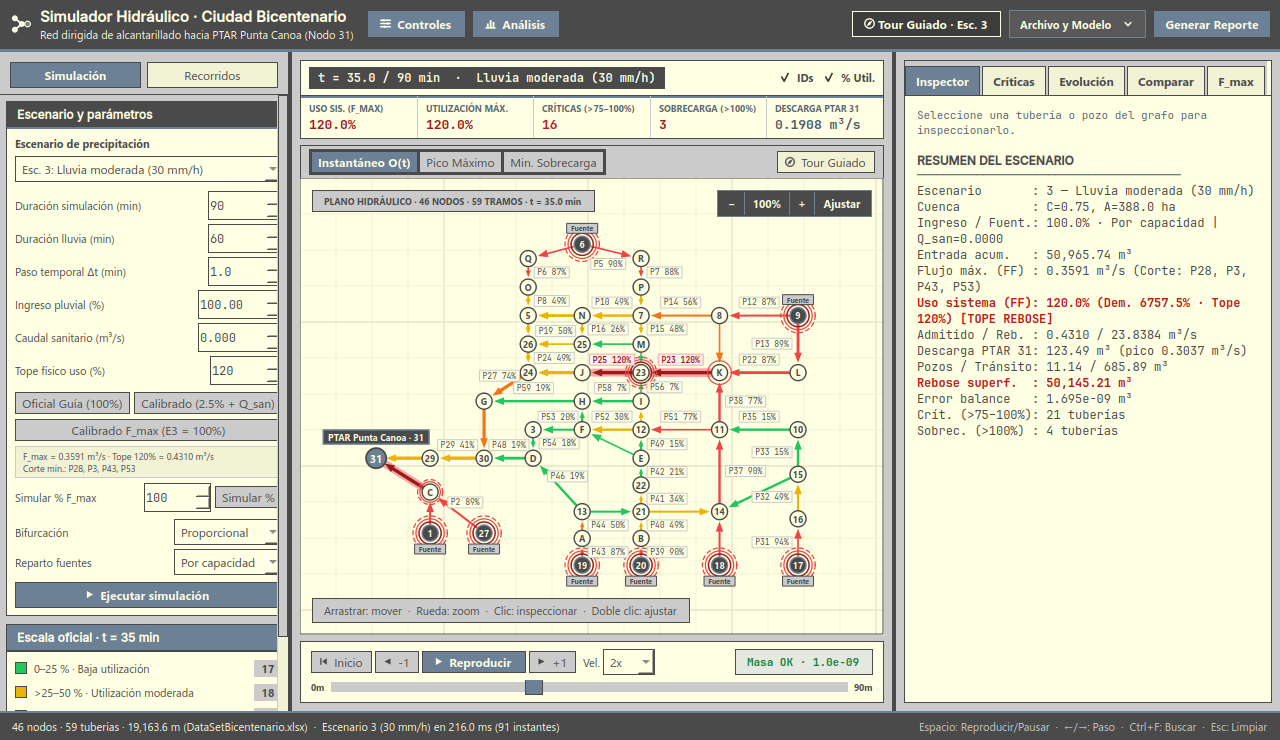 Simulador Hidráulico · Ciudad Bicentenario
Red dirigida de alcantarillado hacia PTAR Punta Canoa (Nodo 31)
Controles
Análisis
Tour Guiado · Esc. 3
Archivo y Modelo
Generar Reporte
Simulación
Recorridos
Escenario y parámetros
Escenario de precipitación
Esc. 3: Lluvia moderada (30 mm/h)
Duración simulación (min) 90
Duración lluvia (min) 60
Paso temporal Δt (min) 1.0
Ingreso pluvial (%) 100.00
Caudal sanitario (m³/s) 0.000
Tope físico uso (%) 120
Oficial Guía (100%)
Calibrado (2.5% + Q_san)
Calibrado F_max (E3 = 100%)
F_max = 0.3591 m³/s · Tope 120% = 0.4310 m³/s
Corte mín.: P28, P3, P43, P53
Simular % F_max 100 Simular %
Bifurcación Proporcional
Reparto fuentes Por capacidad
Ejecutar simulación
Escala oficial · t = 35 min
0–25 % · Baja utilización 17
>25–50 % · Utilización moderada 18
t = 35.0 / 90 min · Lluvia moderada (30 mm/h)
✓ IDs ✓ % Util.
USO SIS. (F_MAX)
120.0%
UTILIZACIÓN MÁX.
120.0%
CRÍTICAS (>75–100%)
16
SOBRECARGA (>100%)
3
DESCARGA PTAR 31
0.1908 m³/s
Instantáneo O(t)
Pico Máximo
Min. Sobrecarga
Tour Guiado
PLANO HIDRÁULICO · 46 NODOS · 59 TRAMOS · t = 35.0 min
− 100% + Ajustar
Fuente
6
Q P5 90% R
P6 87% P7 88%
O P
Fuente
P8 49% P10 49% P14 56% P12 87%
5 N 7 8 9
P19 50% P16 26% P15 48%
26 25 M P13 89%
P24 49% P25 120% P23 120% P22 87%
24 J 23 K L
P27 74% P59 19% P58 7% P56 7%
G H I P38 77%
P53 20% P52 30% P51 77% P35 15%
3 F 12 11 10
PTAR Punta Canoa · 31
P29 41% P48 19% P54 18% P49 15% P33 15%
31 29 30 D E
P46 19% P42 21% P37 90% 15
22
C P2 89% P41 34% P32 49%
13 21 14 16
P44 50% P40 49%
1 27 A B P31 94%
Fuente Fuente
P43 87% P39 90%
19 20 18 17
Fuente Fuente Fuente Fuente
Arrastrar: mover · Rueda: zoom · Clic: inspeccionar · Doble clic: ajustar
Inicio
-1
Reproducir
+1
Vel. 2x
Masa OK · 1.0e-09
0m
90m
Inspector
Críticas
Evolución
Comparar
F_max
Seleccione una tubería o pozo del grafo para
inspeccionarlo.
RESUMEN DEL ESCENARIO
Escenario : 3 — Lluvia moderada (30 mm/h)
Cuenca : C=0.75, A=388.0 ha
Ingreso / Fuent.: 100.0% · Por capacidad |
Q_san=0.0000
Entrada acum. : 50,965.74 m³
Flujo máx. (FF) : 0.3591 m³/s (Corte: P28, P3,
P43, P53)
Uso sistema (FF): 120.0% (Dem. 6757.5% · Tope
120%) [TOPE REBOSE]
Admitido / Reb. : 0.4310 / 23.8384 m³/s
Descarga PTAR 31: 123.49 m³ (pico 0.3037 m³/s)
Pozos / Tránsito: 11.14 / 685.89 m³
Rebose superf. : 50,145.21 m³
Error balance : 1.695e-09 m³
Crít. (>75–100%): 21 tuberías
Sobrec. (>100%) : 4 tuberías
46 nodos · 59 tuberías · 19,163.6 m (DataSetBicentenario.xlsx) · Escenario 3 (30 mm/h) en 216.0 ms (91 instantes)
Espacio: Reproducir/Pausar · ←/→: Paso · Ctrl+F: Buscar · Esc: Limpiar